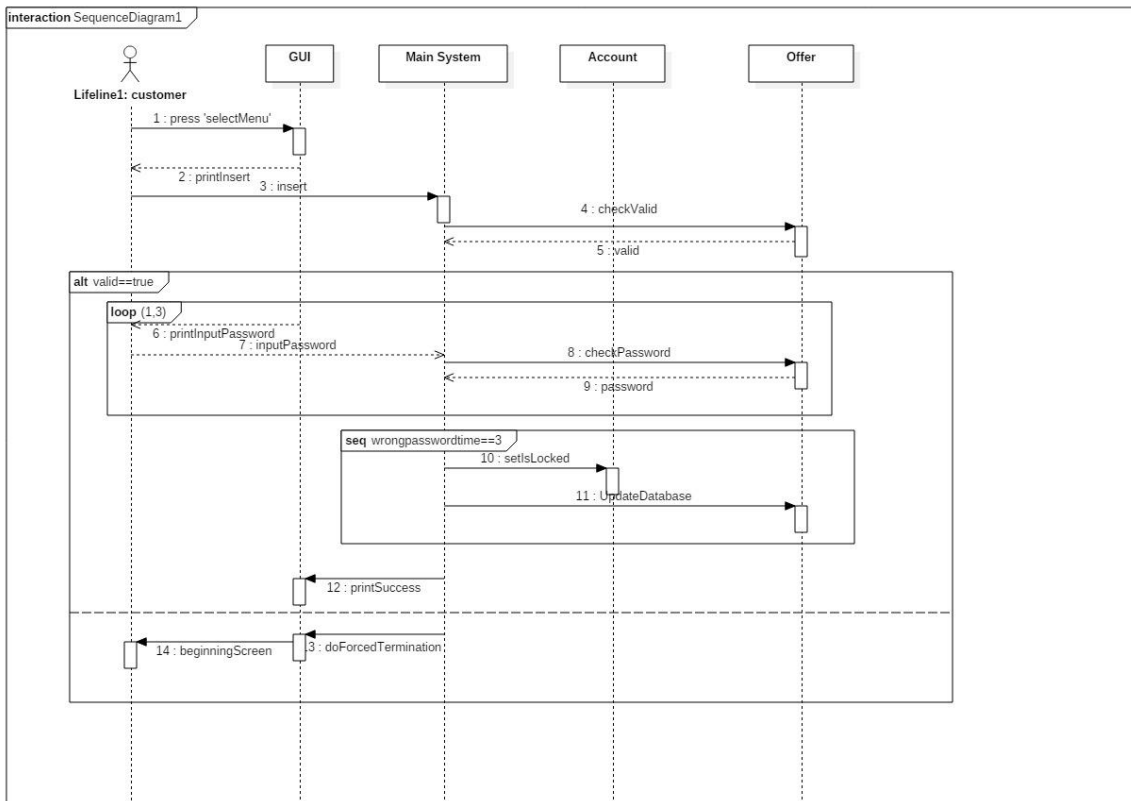 interaction SequenceDiagram1
GUI
Main System
Account
Offer
Lifeline1: customer
1 : press 'selectMenu'
2 : printInsert
3 : insert
4 : checkValid
5 : valid
alt valid==true
loop (1,3)
6 : printInputPassword
7 : inputPassword
8 : checkPassword
9 : password
seq wrongpasswordtime==3
10 : setIsLocked
11 : UpdateDatabase
12 : printSuccess
13 : doForcedTermination
14 : beginningScreen